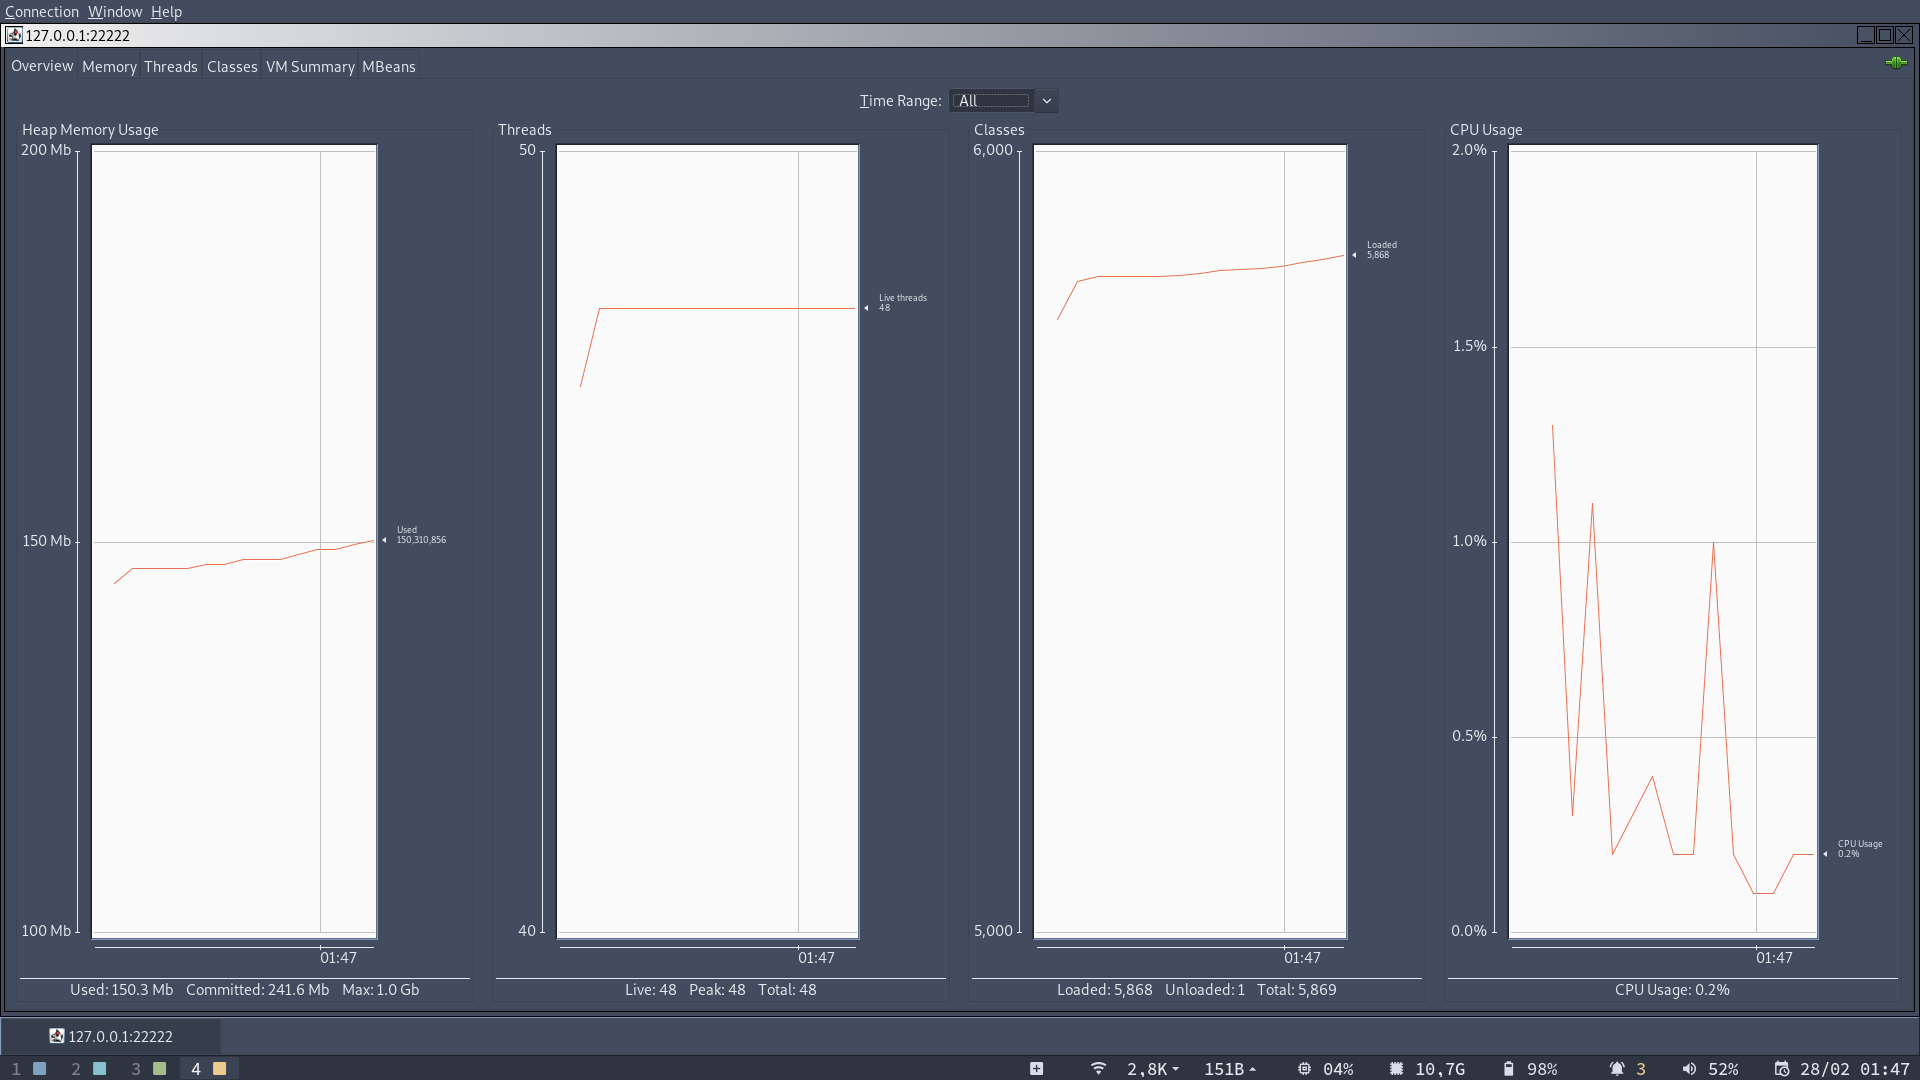 Connection Window Help
127.0.0.1:22222
Overview Memory Threads Classes VM Summary MBeans
Time Range: All
Heap Memory Usage
200 Mb
150 Mb
100 Mb
Used
150,310,856
01:47
Used: 150.3 Mb Committed: 241.6 Mb Max: 1.0 Gb
Threads
50
40
Live threads
48
01:47
Live: 48 Peak: 48 Total: 48
Classes
6,000
5,000
Loaded
5,868
01:47
Loaded: 5,868 Unloaded: 1 Total: 5,869
CPU Usage
2.0%
1.5%
1.0%
0.5%
0.0%
CPU Usage
0.2%
01:47
CPU Usage: 0.2%
127.0.0.1:22222
1 2 3 4 2,8K 151B 04% 10,7G 98% 3 52% 28/02 01:47